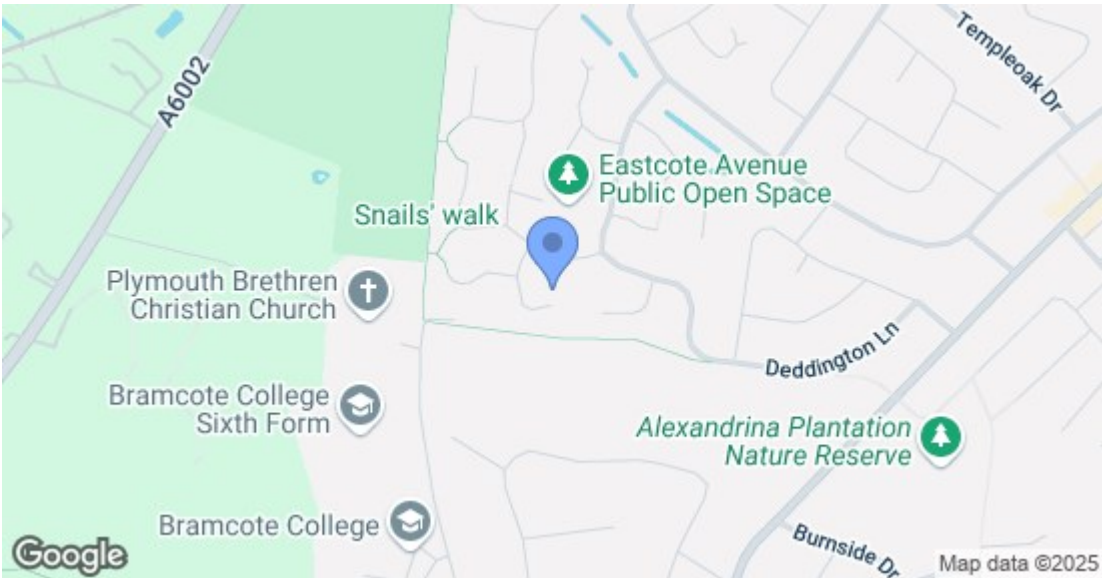 Templeoak Dr
A6002
Eastcote Avenue
Public Open Space
Snails' walk
Plymouth Brethren
Christian Church
Deddington Ln
Bramcote College
Sixth Form
Alexandrina Plantation
Nature Reserve
Bramcote College
Burnside Dr
Google
Map data ©2025